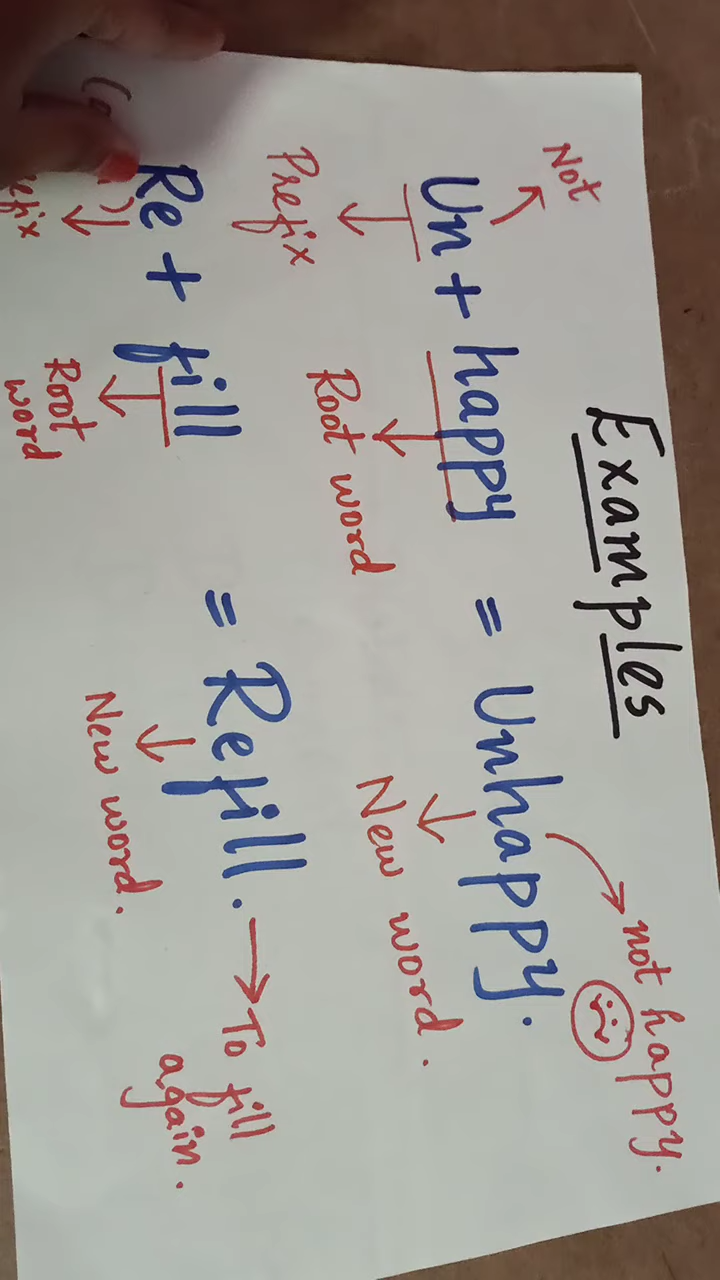 Examples
Not
not happy.
Un + happy = Unhappy.
Prefix Root word New word.
Re + fill = Refill. To fill
again.
Root
word
New word.